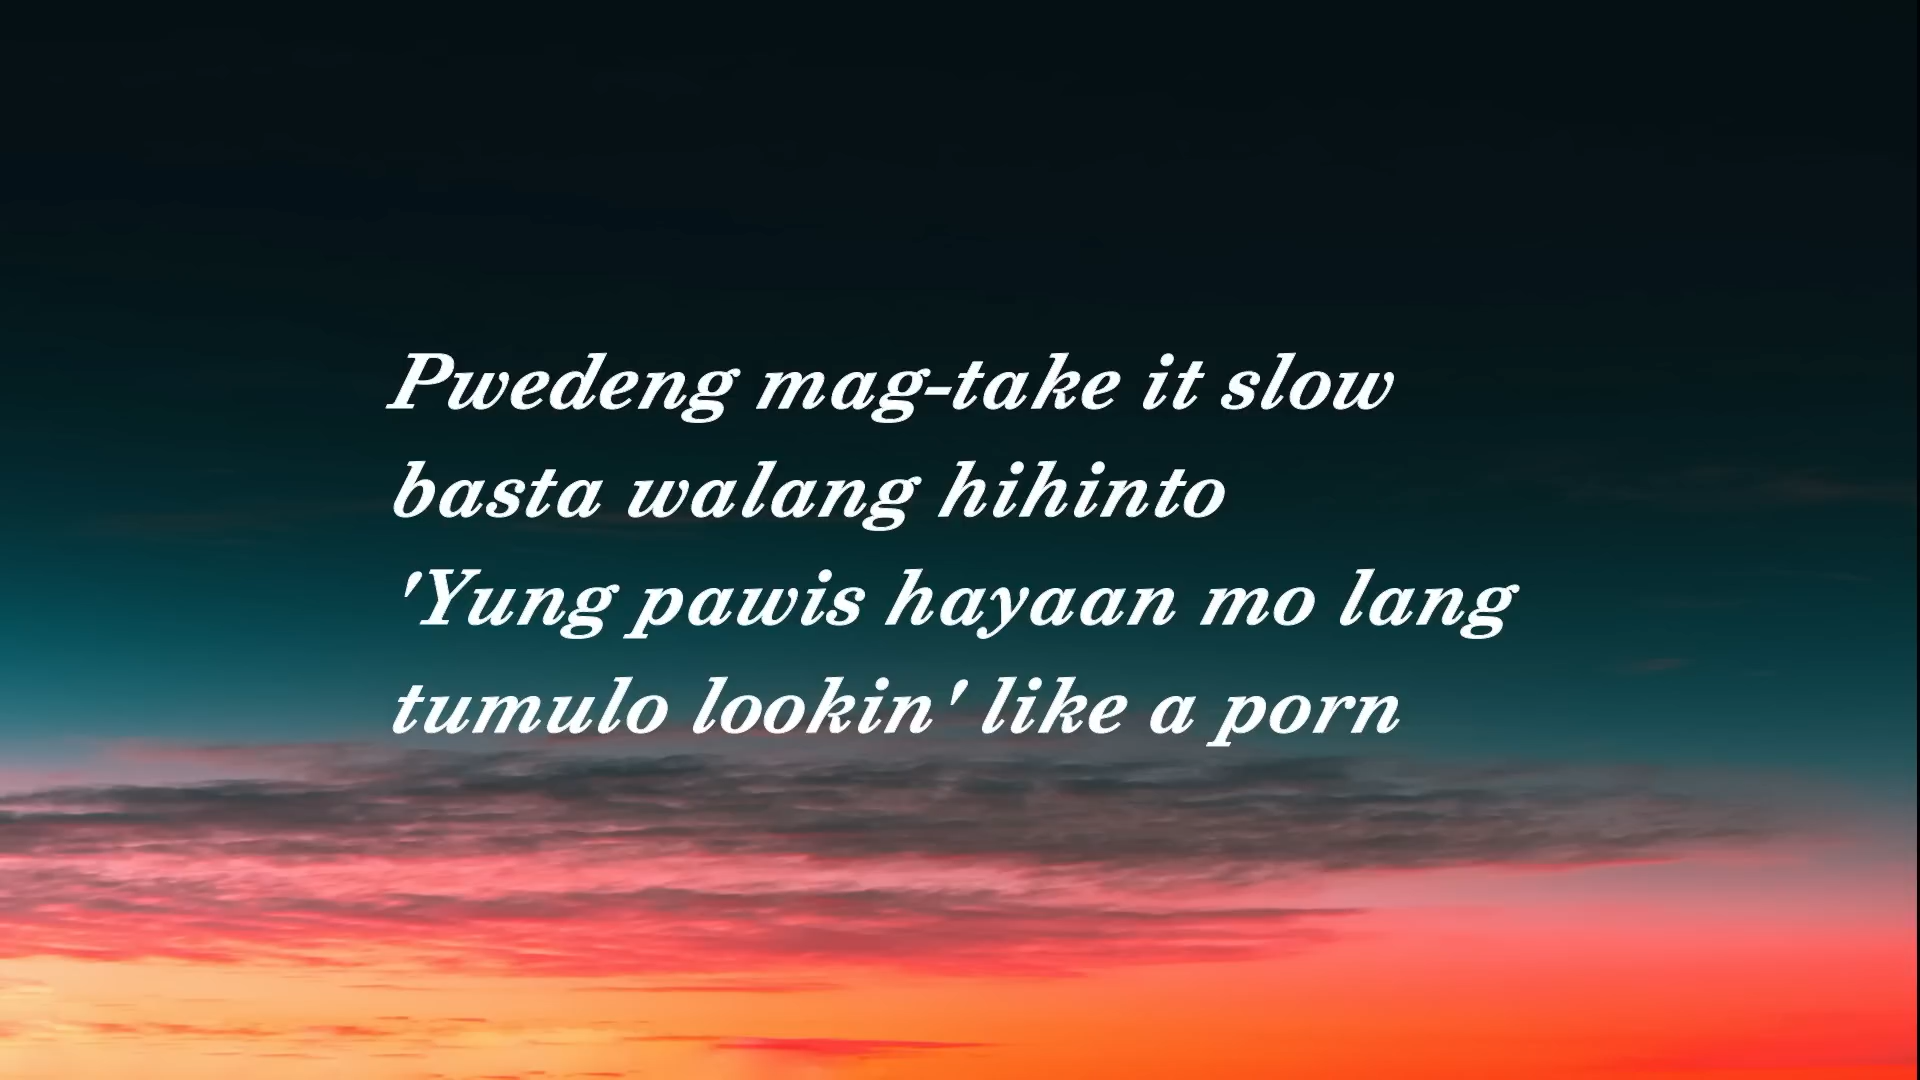 Pwedeng mag-take it slow
basta walang hihinto
'Yung pawis hayaan mo lang
tumulo lookin' like a porn